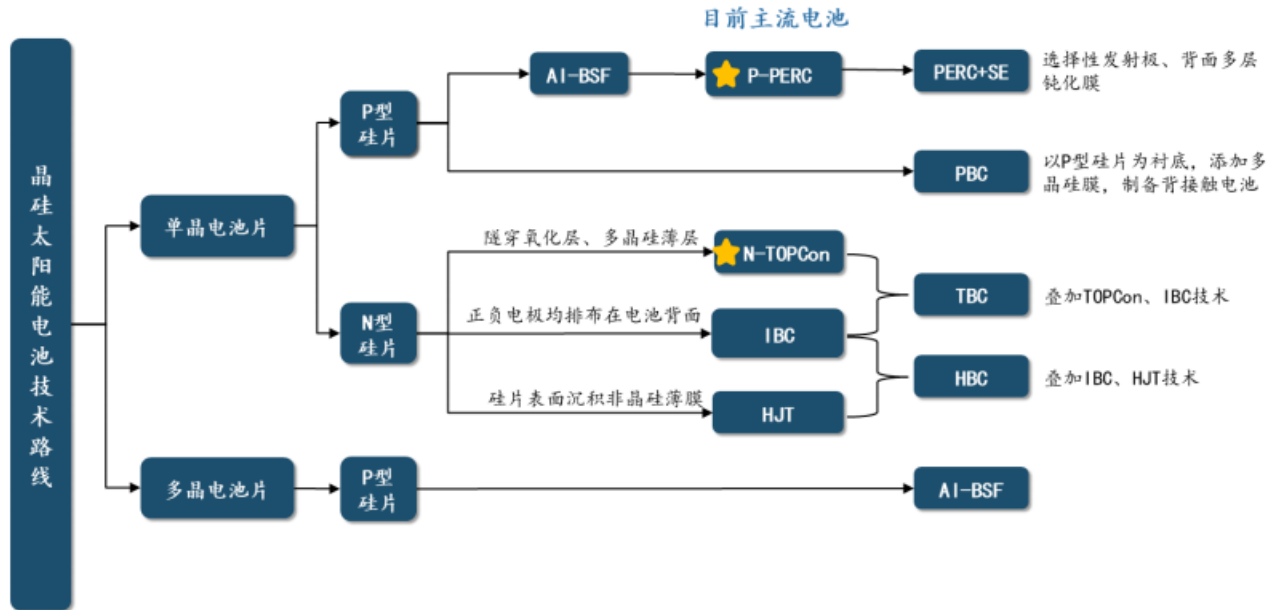 目前主流电池
晶硅太阳能电池技术路线
单晶电池片
P型
硅片
AI-BSF
P-PERC
PERC+SE
选择性发射极、背面多层
钝化膜
PBC
以P型硅片为衬底，添加多
晶硅膜，制备背接触电池
N型
硅片
隧穿氧化层、多晶硅薄层
N-TOPCon
正负电极均排布在电池背面
IBC
硅片表面沉积非晶硅薄膜
HJT
TBC
叠加TOPCon、IBC技术
HBC
叠加IBC、HJT技术
多晶电池片
P型
硅片
AI-BSF